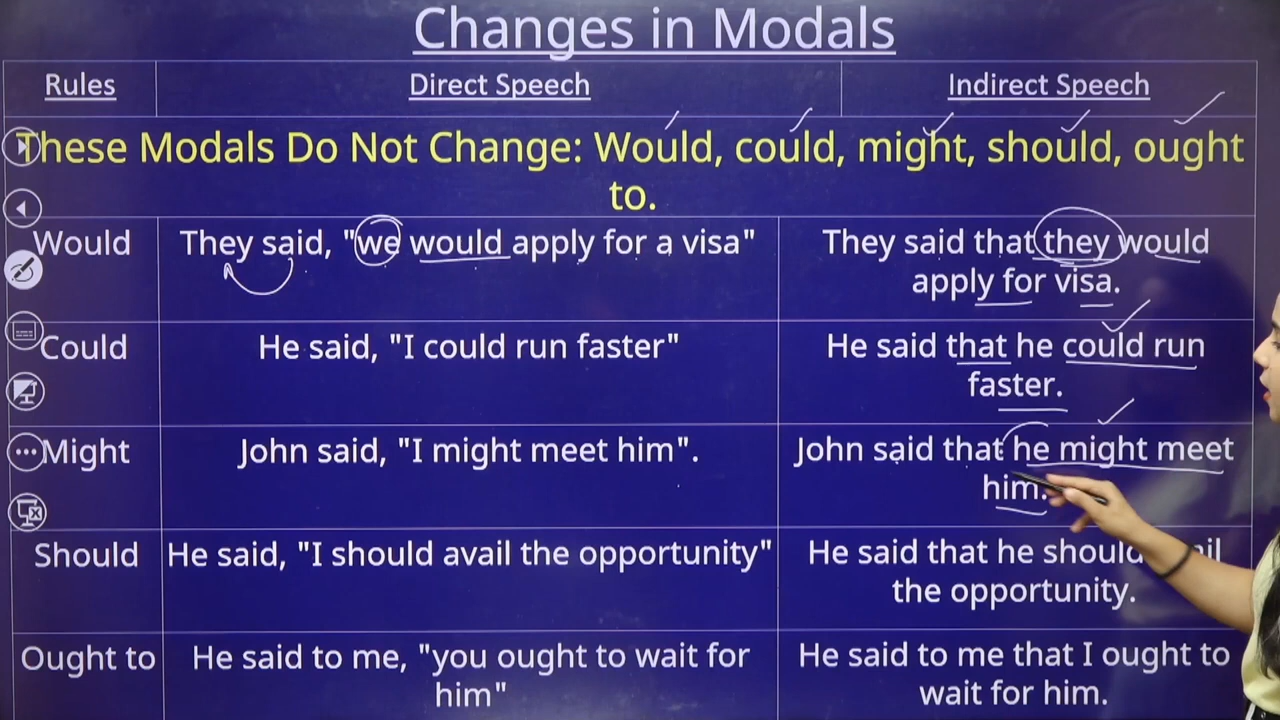 Changes in Modals
Rules Direct Speech Indirect Speech
These Modals Do Not Change: Would, could, might, should, ought
to.
Would They said, "we would apply for a visa" They said that they would
apply for visa.
Could He said, "I could run faster" He said that he could run
faster.
Might John said, "I might meet him". John said that he might meet
him.
Should He said, "I should avail the opportunity" He said that he should
the opportunity.
Ought to He said to me, "you ought to wait for He said to me that I ought to
him" wait for him.